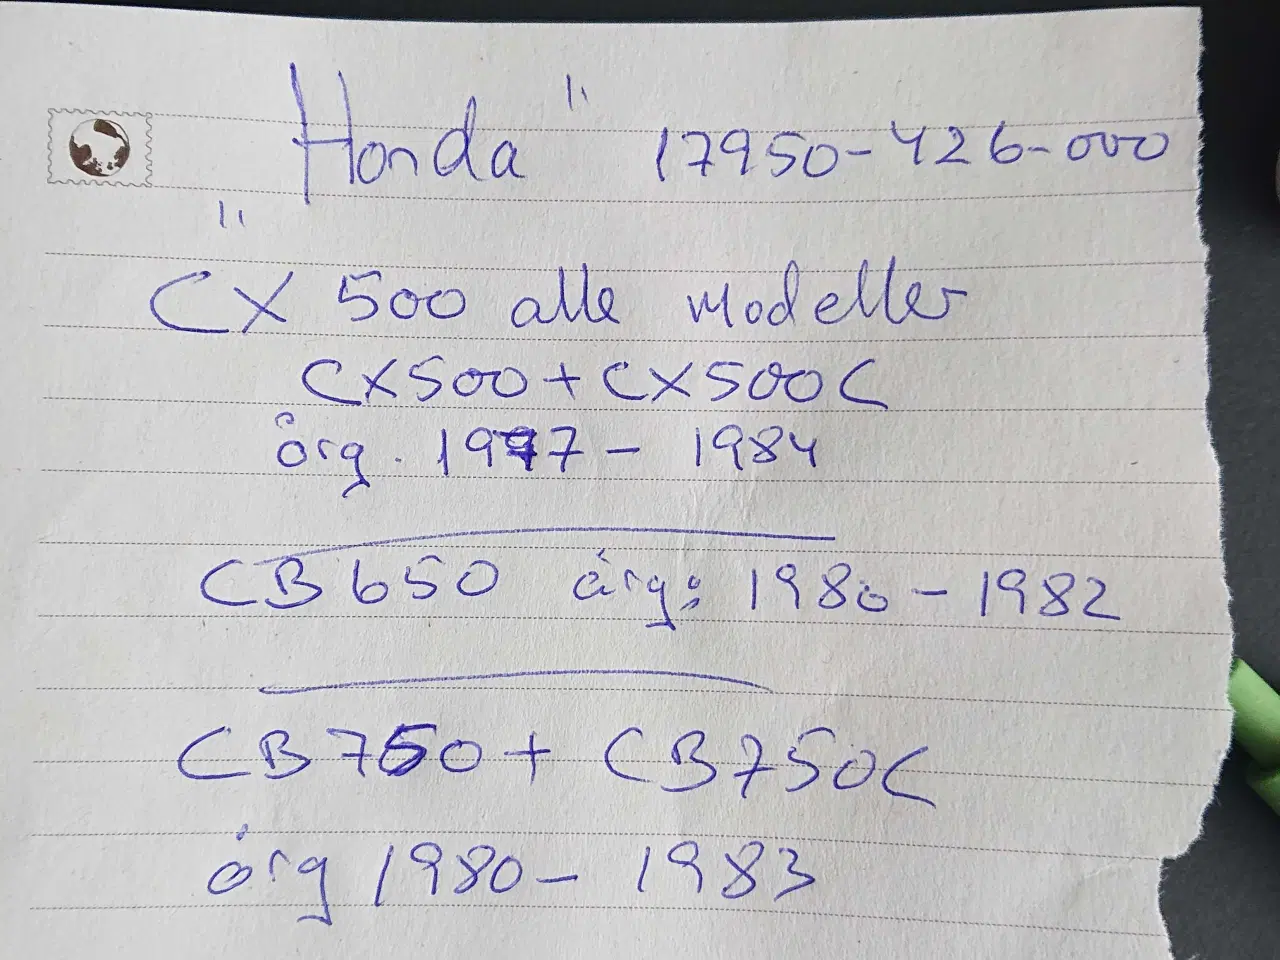 "Honda" 17950-426-000
CX 500 alle modeller
CX500 + CX500C
årg. 1977 - 1984
CB650 årg: 1980 - 1982
CB750 + CB750C
årg 1980 - 1983